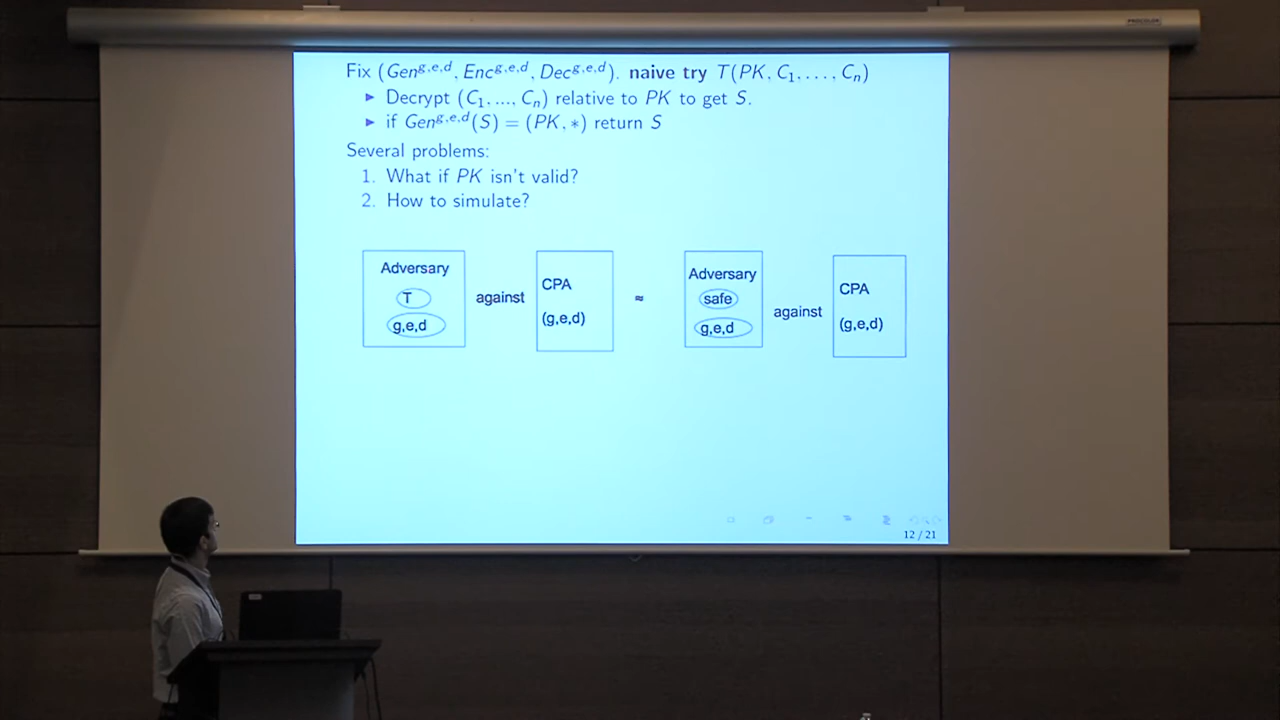 PROCOLOR
Fix (Gen^{g,e,d}, Enc^{g,e,d}, Dec^{g,e,d}). naive try T(PK, C_1, ..., C_n)
▶ Decrypt (C_1, ..., C_n) relative to PK to get S.
▶ if Gen^{g,e,d}(S) = (PK, *) return S
Several problems:
1. What if PK isn't valid?
2. How to simulate?
Adversary T g,e,d against CPA (g,e,d) ≈ Adversary safe g,e,d against CPA (g,e,d)
12 / 21